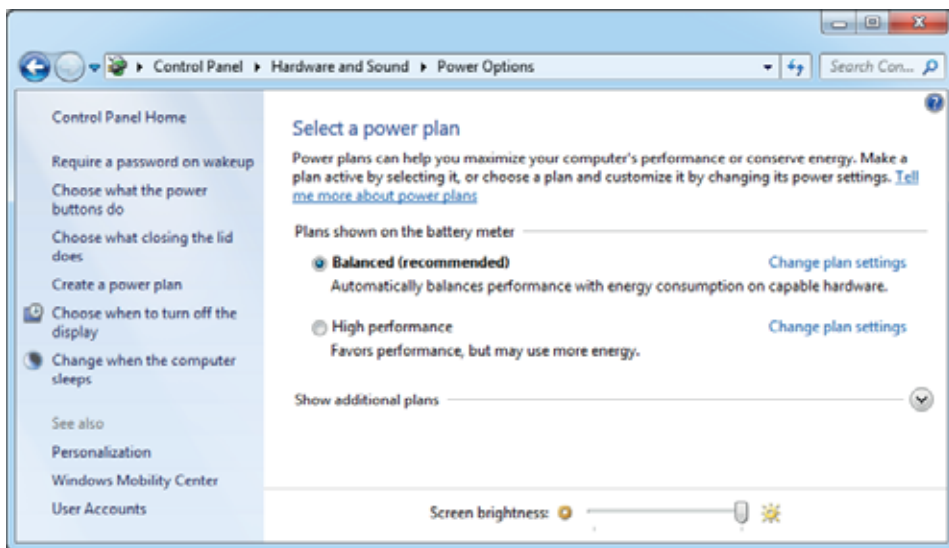 Control Panel Hardware and Sound Power Options
Search Con...
Control Panel Home
Require a password on wakeup
Choose what the power
buttons do
Choose what closing the lid
does
Create a power plan
Choose when to turn off the
display
Change when the computer
sleeps
See also
Personalization
Windows Mobility Center
User Accounts
Select a power plan
Power plans can help you maximize your computer's performance or conserve energy. Make a
plan active by selecting it, or choose a plan and customize it by changing its power settings. Tell
me more about power plans
Plans shown on the battery meter
Balanced (recommended) Change plan settings
Automatically balances performance with energy consumption on capable hardware.
High performance Change plan settings
Favors performance, but may use more energy.
Show additional plans
Screen brightness: